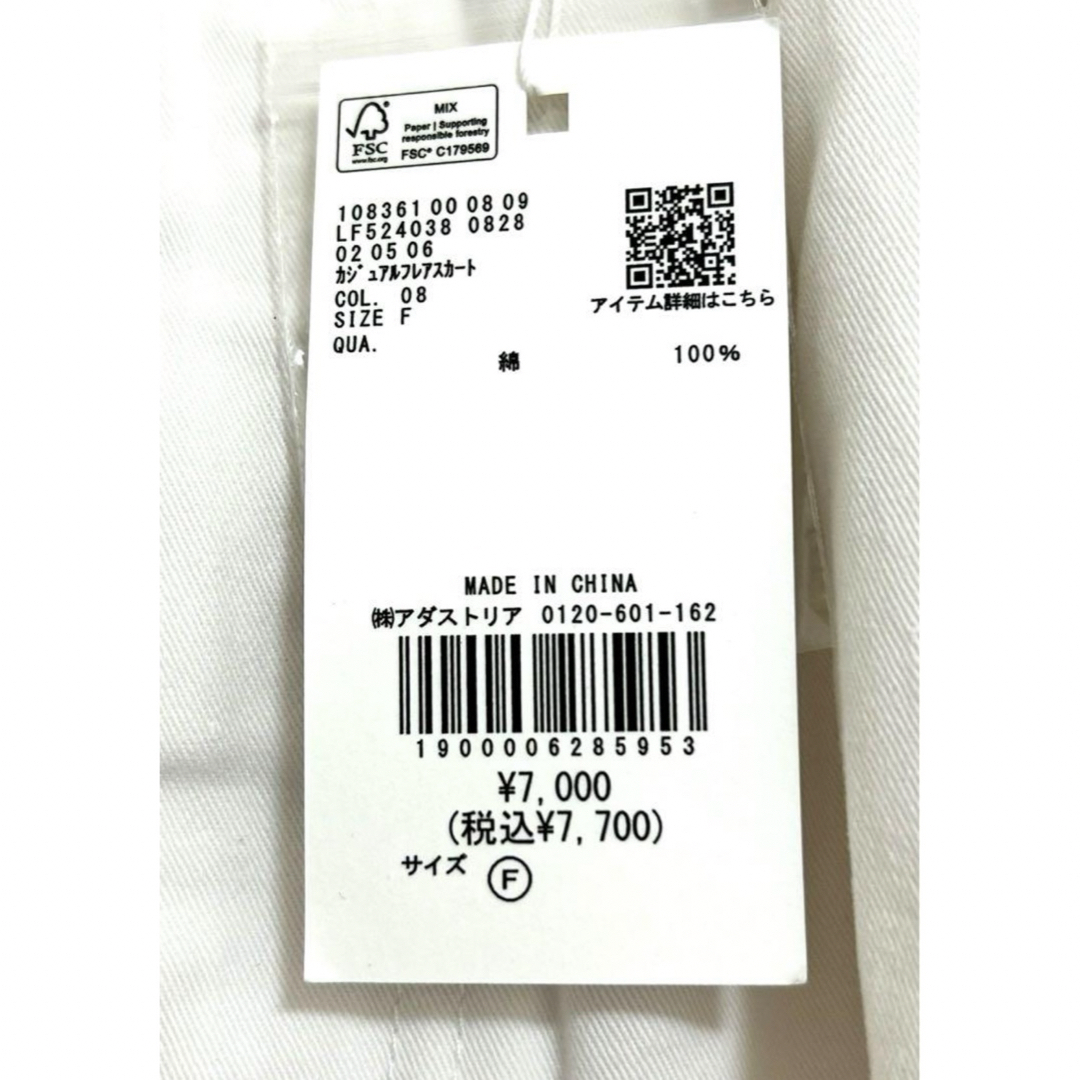 MIX
Paper | Supporting
responsible forestry
FSC® C179569
FSC
www.fsc.org
108361 00 08 09
LF524038 0828
02 05 06
カジュアルフレアスカート
COL. 08
SIZE F
QUA.
アイテム詳細はこちら
綿 100%
MADE IN CHINA
㈱アダストリア 0120-601-162
1900006285953
¥7,000
(税込¥7,700)
サイズ F